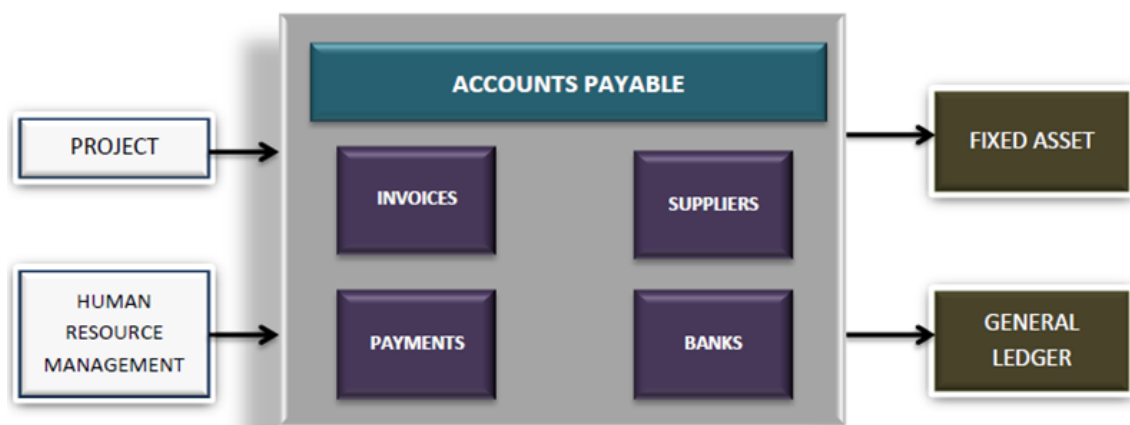 ACCOUNTS PAYABLE
PROJECT
INVOICES
SUPPLIERS
FIXED ASSET
HUMAN
RESOURCE
MANAGEMENT
PAYMENTS
BANKS
GENERAL
LEDGER